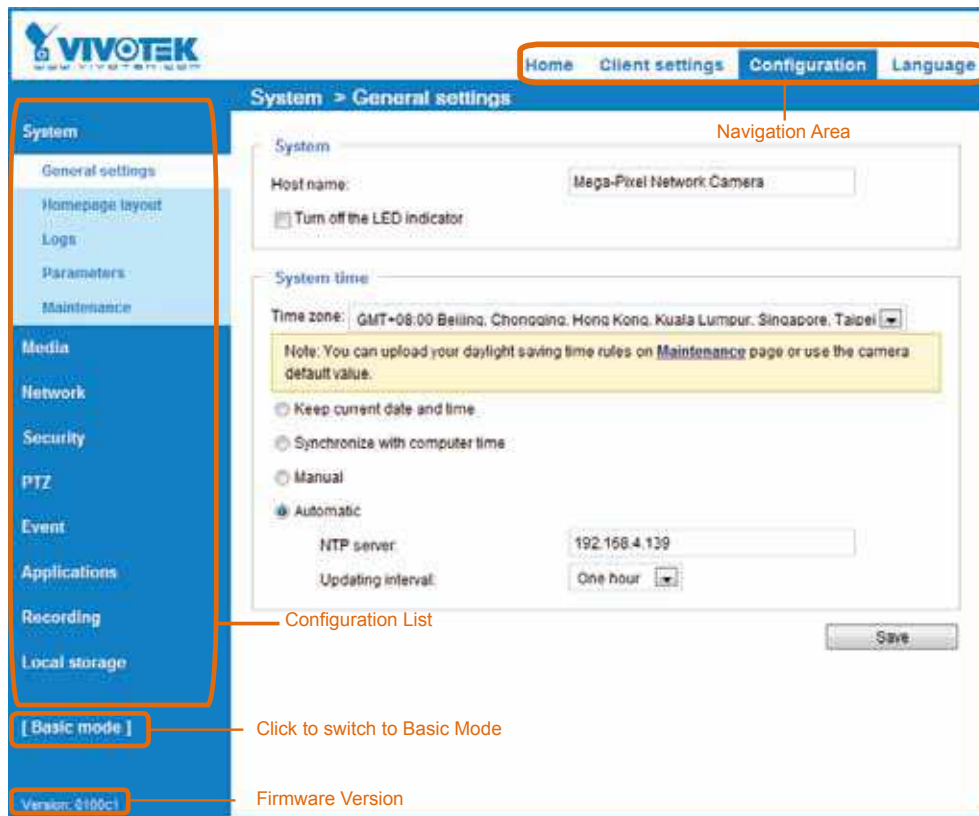 VIVOTEK
www.vivotek.com
Home Client settings Configuration Language
System > General settings
Navigation Area
System
General settings
Homepage layout
Logs
Parameters
Maintenance
Media
Network
Security
PTZ
Event
Applications
Recording
Local storage
[ Basic mode ]
Version: 0100c1
System
Host name: Mega-Pixel Network Camera
Turn off the LED indicator
System time
Time zone: GMT+08:00 Beijing, Chongqing, Hong Kong, Kuala Lumpur, Singapore, Taipei
Note: You can upload your daylight saving time rules on Maintenance page or use the camera
default value.
Keep current date and time
Synchronize with computer time
Manual
Automatic
NTP server: 192.168.4.139
Updating interval: One hour
Configuration List
Save
Click to switch to Basic Mode
Firmware Version